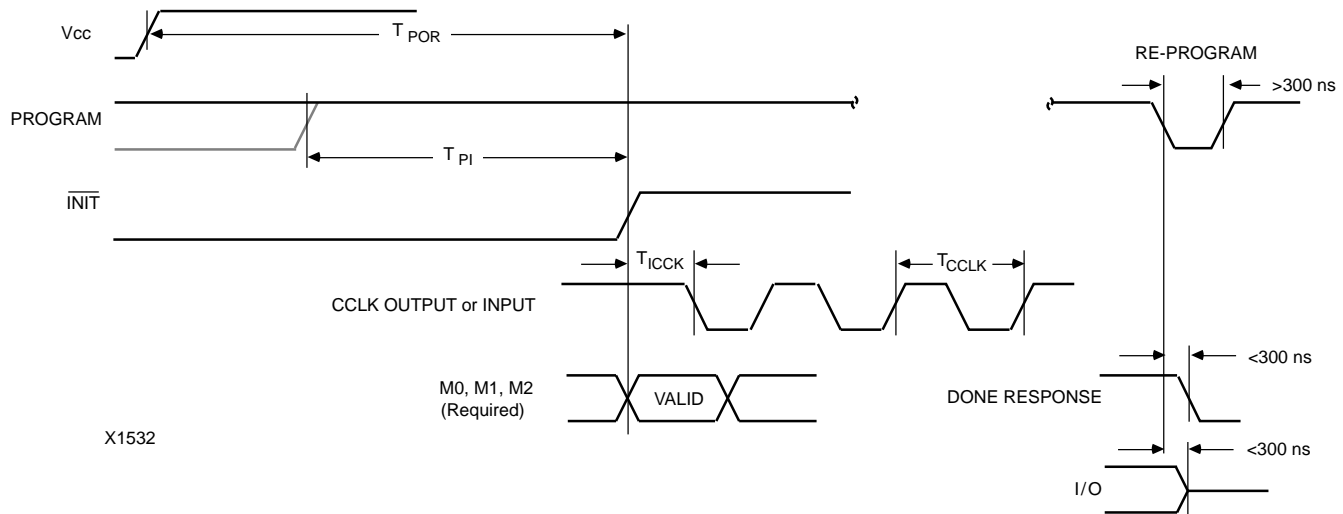 Vcc
T POR
RE-PROGRAM
>300 ns
PROGRAM
T PI
INIT
T ICCK
T CCLK
CCLK OUTPUT or INPUT
<300 ns
M0, M1, M2
(Required)
VALID
DONE RESPONSE
X1532
<300 ns
I/O